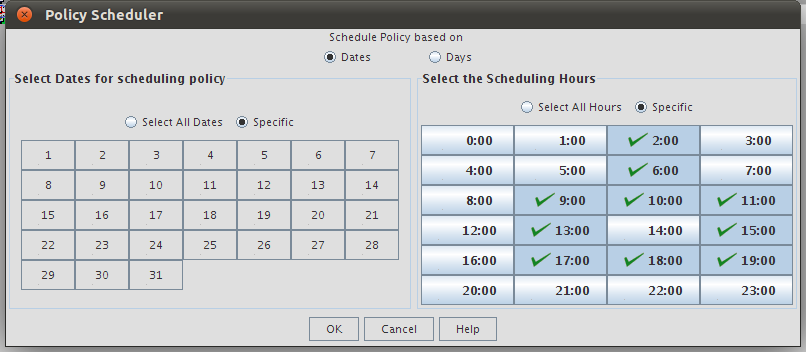 Policy Scheduler
Schedule Policy based on
Dates Days
Select Dates for scheduling policy
Select All Dates Specific
1 2 3 4 5 6 7
8 9 10 11 12 13 14
15 16 17 18 19 20 21
22 23 24 25 26 27 28
29 30 31
Select the Scheduling Hours
Select All Hours Specific
0:00 1:00 2:00 3:00
4:00 5:00 6:00 7:00
8:00 9:00 10:00 11:00
12:00 13:00 14:00 15:00
16:00 17:00 18:00 19:00
20:00 21:00 22:00 23:00
OK Cancel Help